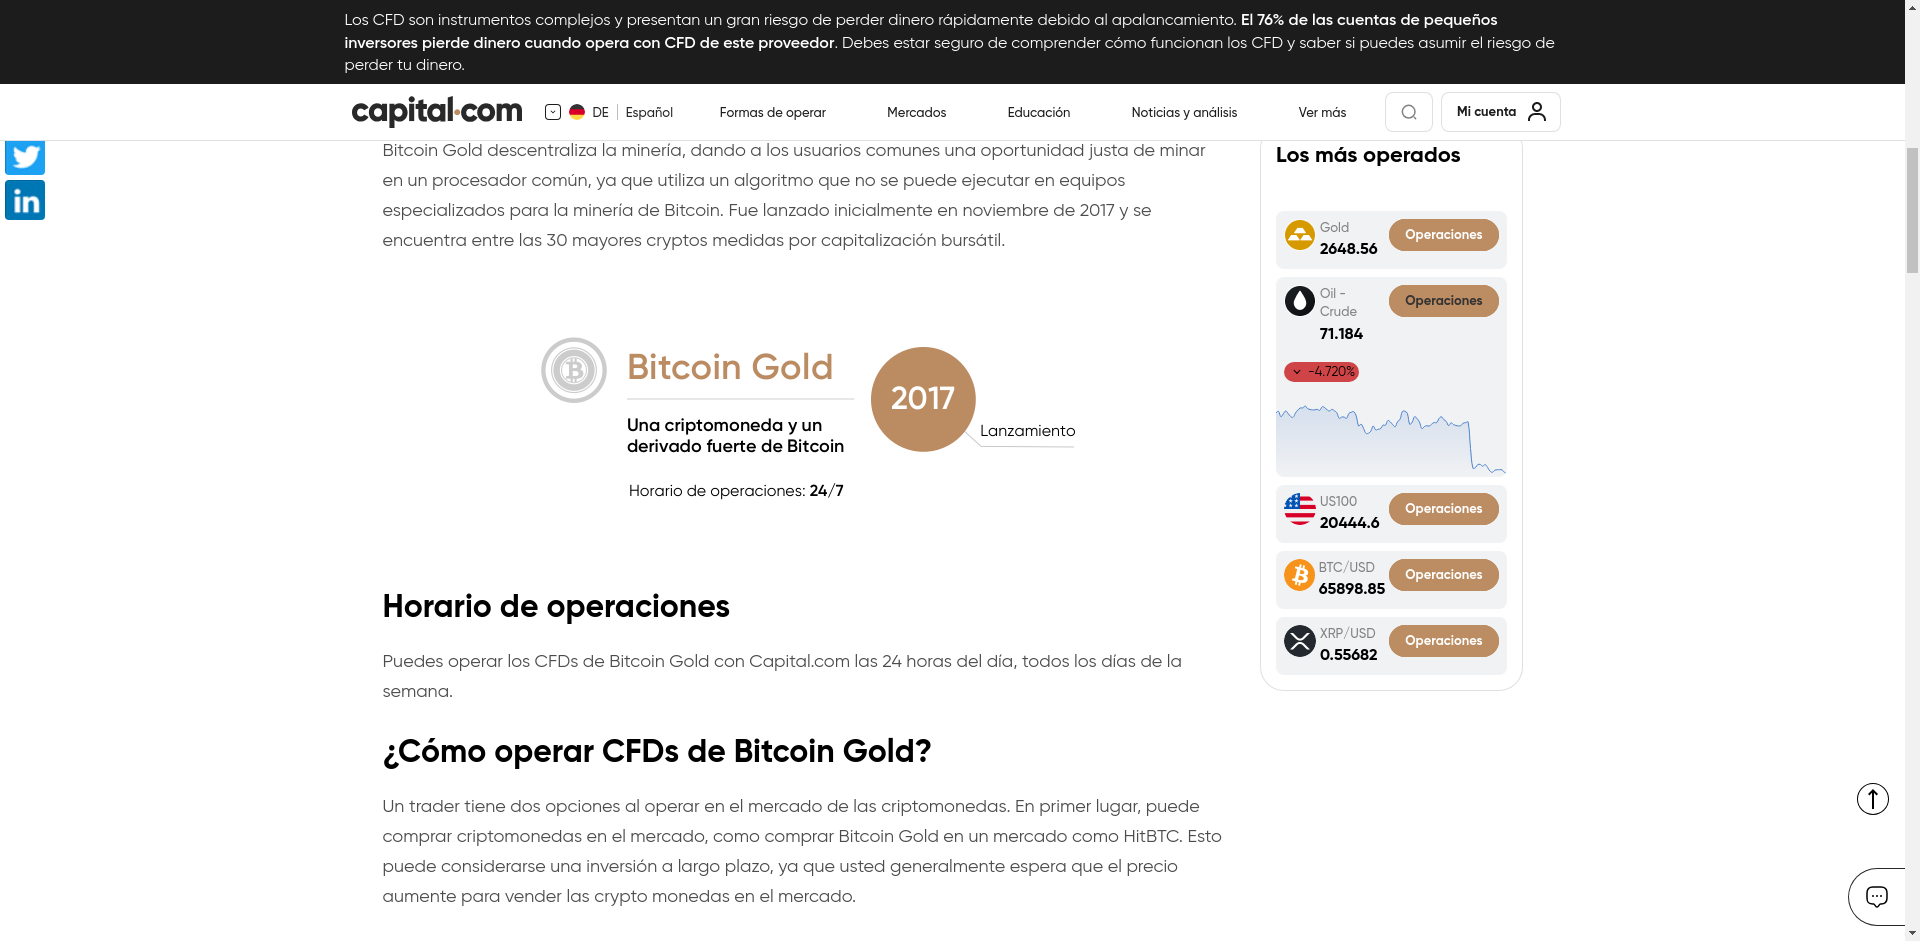 Los CFD son instrumentos complejos y presentan un gran riesgo de perder dinero rápidamente debido al apalancamiento. El 76% de las cuentas de pequeños
inversores pierde dinero cuando opera con CFD de este proveedor. Debes estar seguro de comprender cómo funcionan los CFD y saber si puedes asumir el riesgo de
perder tu dinero.
capital.com
DE
Español
Formas de operar
Mercados
Educación
Noticias y análisis
Ver más
Mi cuenta
in
Bitcoin Gold descentraliza la minería, dando a los usuarios comunes una oportunidad justa de minar
en un procesador común, ya que utiliza un algoritmo que no se puede ejecutar en equipos
especializados para la minería de Bitcoin. Fue lanzado inicialmente en noviembre de 2017 y se
encuentra entre las 30 mayores cryptos medidas por capitalización bursátil.
Bitcoin Gold
Una criptomoneda y un
derivado fuerte de Bitcoin
Horario de operaciones: 24/7
2017
Lanzamiento
Horario de operaciones
Puedes operar los CFDs de Bitcoin Gold con Capital.com las 24 horas del día, todos los días de la
semana.
¿Cómo operar CFDs de Bitcoin Gold?
Un trader tiene dos opciones al operar en el mercado de las criptomonedas. En primer lugar, puede
comprar criptomonedas en el mercado, como comprar Bitcoin Gold en un mercado como HitBTC. Esto
puede considerarse una inversión a largo plazo, ya que usted generalmente espera que el precio
aumente para vender las crypto monedas en el mercado.
Los más operados
Gold
2648.56
Operaciones
Oil -
Crude
71.184
Operaciones
-4.720%
US100
20444.6
Operaciones
BTC/USD
65898.85
Operaciones
XRP/USD
0.55682
Operaciones